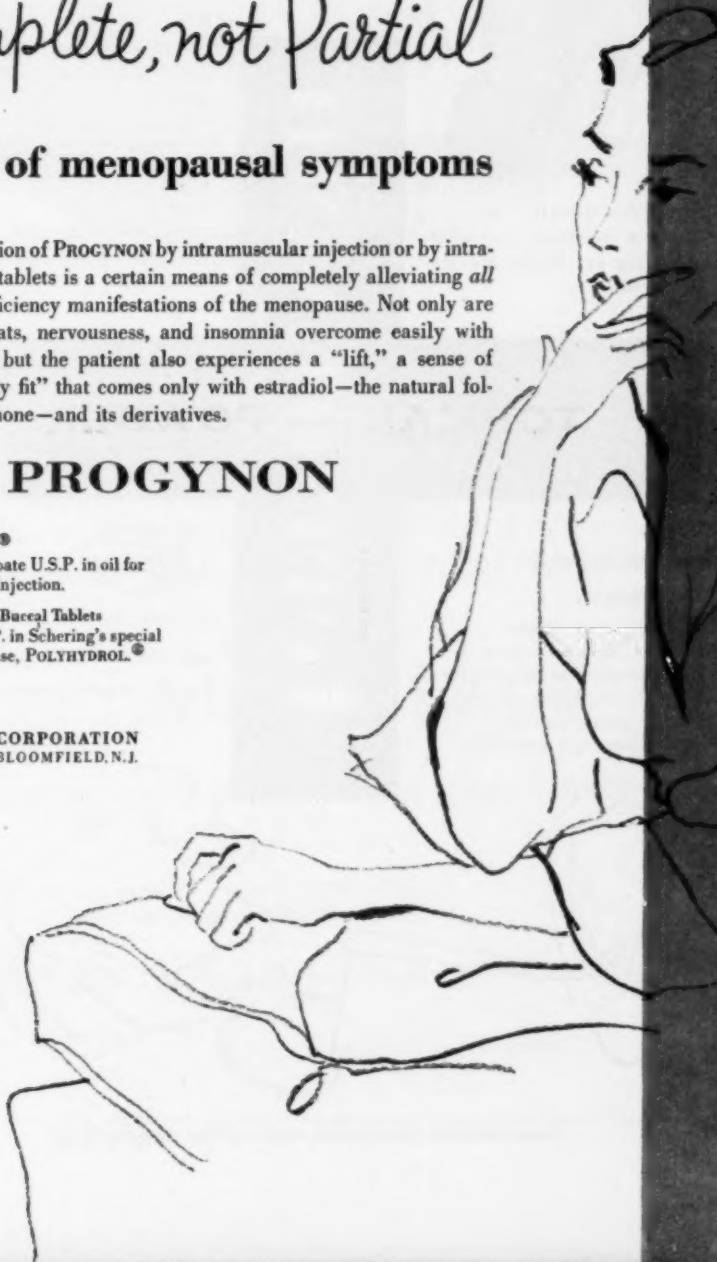 plete, not Partial
of menopausal symptoms
ion of PROGYNON by intramuscular injection or by intra-
tablets is a certain means of completely alleviating all
iciency manifestations of the menopause. Not only are
ats, nervousness, and insomnia overcome easily with
but the patient also experiences a “lift,” a sense of
y fit” that comes only with estradiol—the natural fol-
none—and its derivatives.
PROGYNON
®
oate U.S.P. in oil for
njection.
Buccal Tablets
P. in Schering's special
se, POLYHYDROL.®
CORPORATION
BLOOMFIELD, N.J.